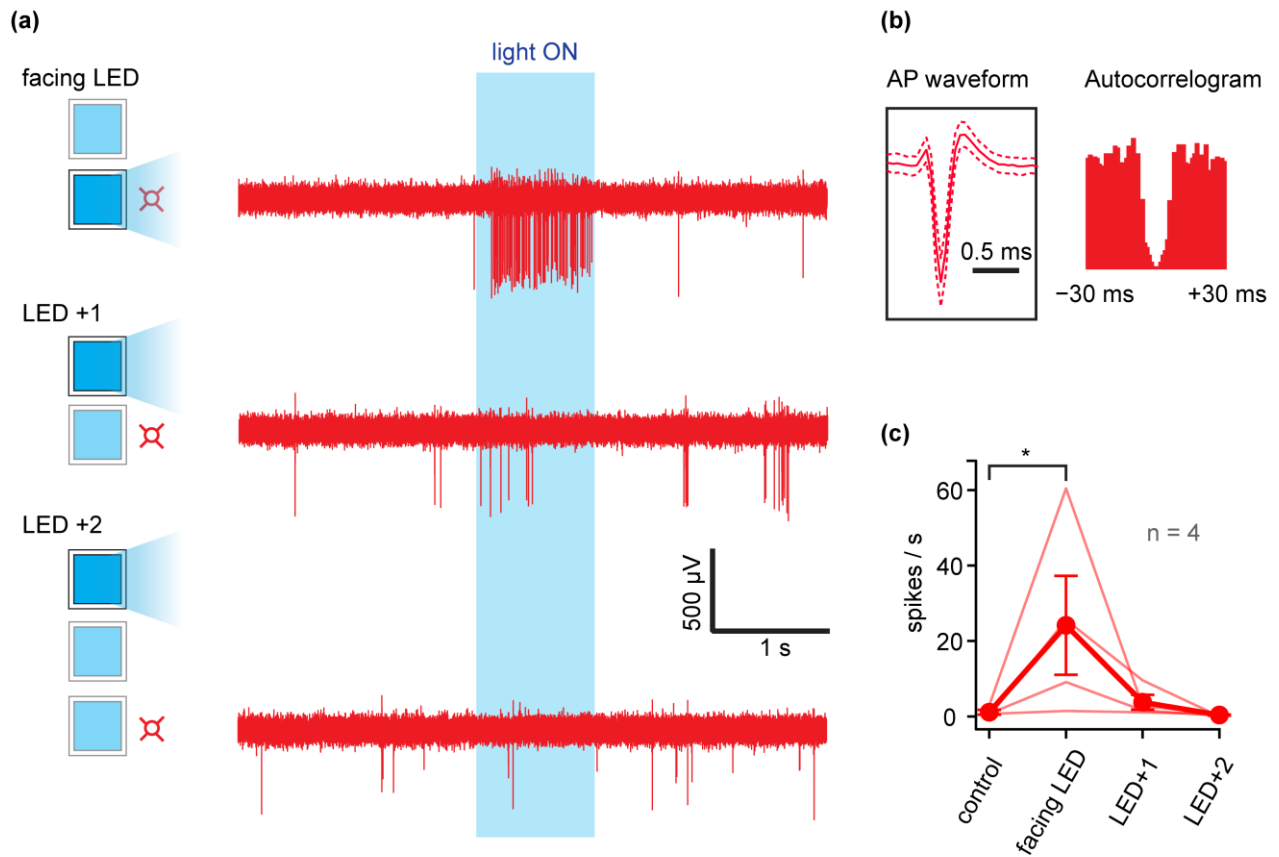 (a)
light ON
facing LED
LED +1
LED +2
500 µV
1 s
(b)
AP waveform
Autocorrelogram
0.5 ms
−30 ms
+30 ms
(c)
*
60
n = 4
40
spikes / s
20
0
control
facing LED
LED+1
LED+2